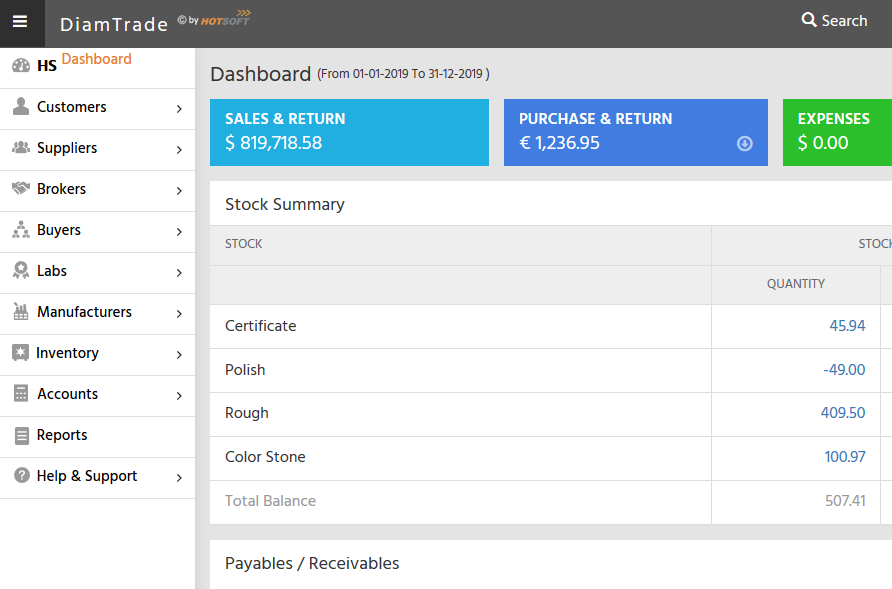 DiamTrade © by HOTSOFT
Search
HS Dashboard
Customers
Suppliers
Brokers
Buyers
Labs
Manufacturers
Inventory
Accounts
Reports
Help & Support
Dashboard (From 01-01-2019 To 31-12-2019 )
SALES & RETURN
$ 819,718.58
PURCHASE & RETURN
€ 1,236.95
EXPENSES
$ 0.00
Stock Summary
STOCK STOCK
QUANTITY
Certificate 45.94
Polish -49.00
Rough 409.50
Color Stone 100.97
Total Balance 507.41
Payables / Receivables